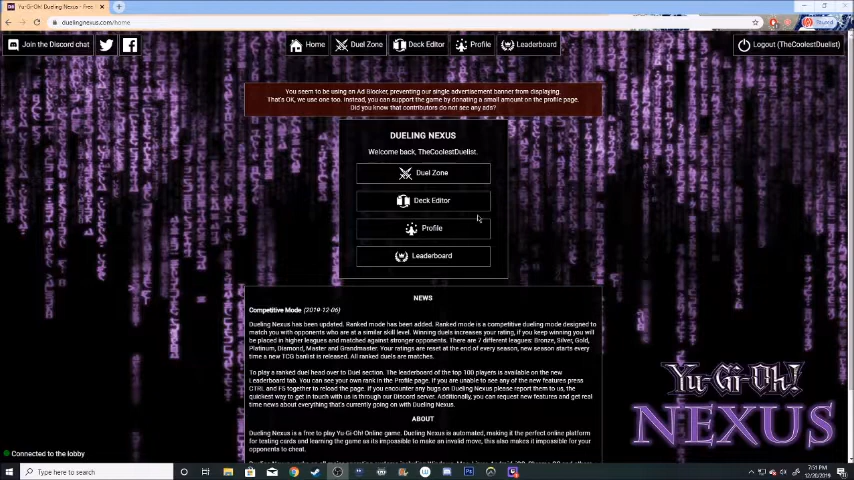 Yu-Gi-Oh! Dueling Nexus - Free
duelingnexus.com/home
Paused
Join the Discord chat
Home
Duel Zone
Deck Editor
Profile
Leaderboard
Logout (TheCoolestDuelist)
You seem to be using an Ad Blocker, preventing our single advertisement banner from displaying.
That's OK, we use one too. Instead, you can support the game by donating a small amount on the profile page.
Did you know that contributors do not see any ads?
DUELING NEXUS
Welcome back, TheCoolestDuelist.
Duel Zone
Deck Editor
Profile
Leaderboard
NEWS
Competitive Mode (2019-12-06)
Dueling Nexus has been updated. Ranked mode has been added. Ranked mode is a competitive dueling mode designed to
match you with opponents who are at a similar skill level. Winning duels increases your rating, if you keep winning you will
be placed in higher leagues and matched against stronger opponents. There are 7 different leagues: Bronze, Silver, Gold,
Platinum, Diamond, Master and Grandmaster. Your ratings are reset at the end of every season, new season starts every
time a new TCG banlist is released. All ranked duels are matches.
To play a ranked duel head over to Duel section. The leaderboard of the top 100 players is available on the new
Leaderboard tab. You can see your own rank in the Profile page. If you are unable to see any of the new features press
CTRL and F5 together to reload the page. If you encounter any bugs on Dueling Nexus please report them to us, the
quickest way to get in touch with us is through our Discord server. Additionally, you can request new features and get real
time news about everything that's currently going on with Dueling Nexus.
ABOUT
Dueling Nexus is a free to play Yu-Gi-Oh! Online game. Dueling Nexus is automated, making it the perfect online platform
for testing cards and learning the game as its impossible to make an invalid move, this also makes it impossible for your
opponents to cheat.
Yu-Gi-Oh!
NEXUS
Connected to the lobby
Type here to search
7:51 PM
12/28/2019